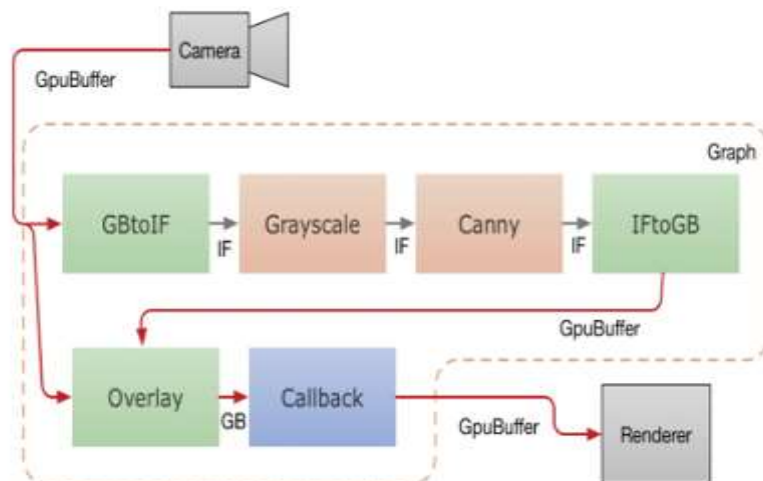 Camera
GpuBuffer
Graph
GBtoIF
IF
Grayscale
IF
Canny
IF
IFtoGB
GpuBuffer
Overlay
GB
Callback
GpuBuffer
Renderer